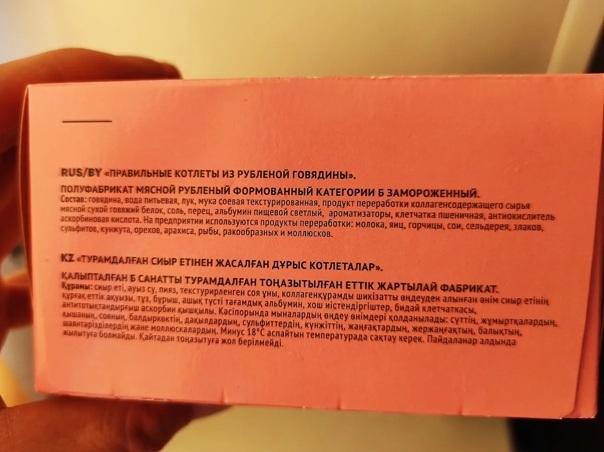 RUS/BY «ПРАВИЛЬНЫЕ КОТЛЕТЫ ИЗ РУБЛЕНОЙ ГОВЯДИНЫ».
ПОЛУФАБРИКАТ МЯСНОЙ РУБЛЕНЫЙ ФОРМОВАННЫЙ КАТЕГОРИИ Б ЗАМОРОЖЕННЫЙ.
Состав: говядина, вода питьевая, лук, мука соевая текстурированная, продукт переработки коллагенсодержащего сырья
мясной сухой говяжий белок, соль, перец, альбумин пищевой светлый, ароматизаторы, клетчатка пшеничная, антиокислитель
аскорбиновая кислота. На предприятии используются продукты переработки: молока, яиц, горчицы, сои, сельдерея, злаков,
сульфитов, кунжута, орехов, арахиса, рыбы, ракообразных и моллюсков.
KZ «ТУРАМДАЛҒАН СИЫР ЕТІНЕН ЖАСАЛҒАН ДҰРЫС КОТЛЕТАЛАР».
ҚАЛЫПТАЛҒАН Б САНАТТЫ ТУРАМДАЛҒАН ТОҢАЗЫТЫЛҒАН ЕТТІК ЖАРТЫЛАЙ ФАБРИКАТ.
Құрамы: сиыр еті, ауыз су, пияз, текстурирленген соя ұны, коллагенқұрамды шикізатты өңдеуден алынған өнім сиыр етінің
құрғақ еттік ақуызы, тұз, бұрыш, ашық түсті тағамдық альбумин, хош иістендіргіштер, бидай клетчаткасы,
антитотықтандырғыш аскорбин қышқылы. Кәсіпорында мыналардың өңдеу өнімдері қолданылады: сүттің, жұмыртқалардың,
қышаның, сояның, балдыркөктің, дақылдардың, сульфиттердің, күнжіттің, жаңғақтардың, жержаңғақтың, балықтың,
шаянтәрізділердің және моллюскалардың. Минус 18°С аспайтын температурада сақтау керек. Пайдаланар алдында
жылытуға болмайды. Қайтадан тоңазытуға жол берілмейді.